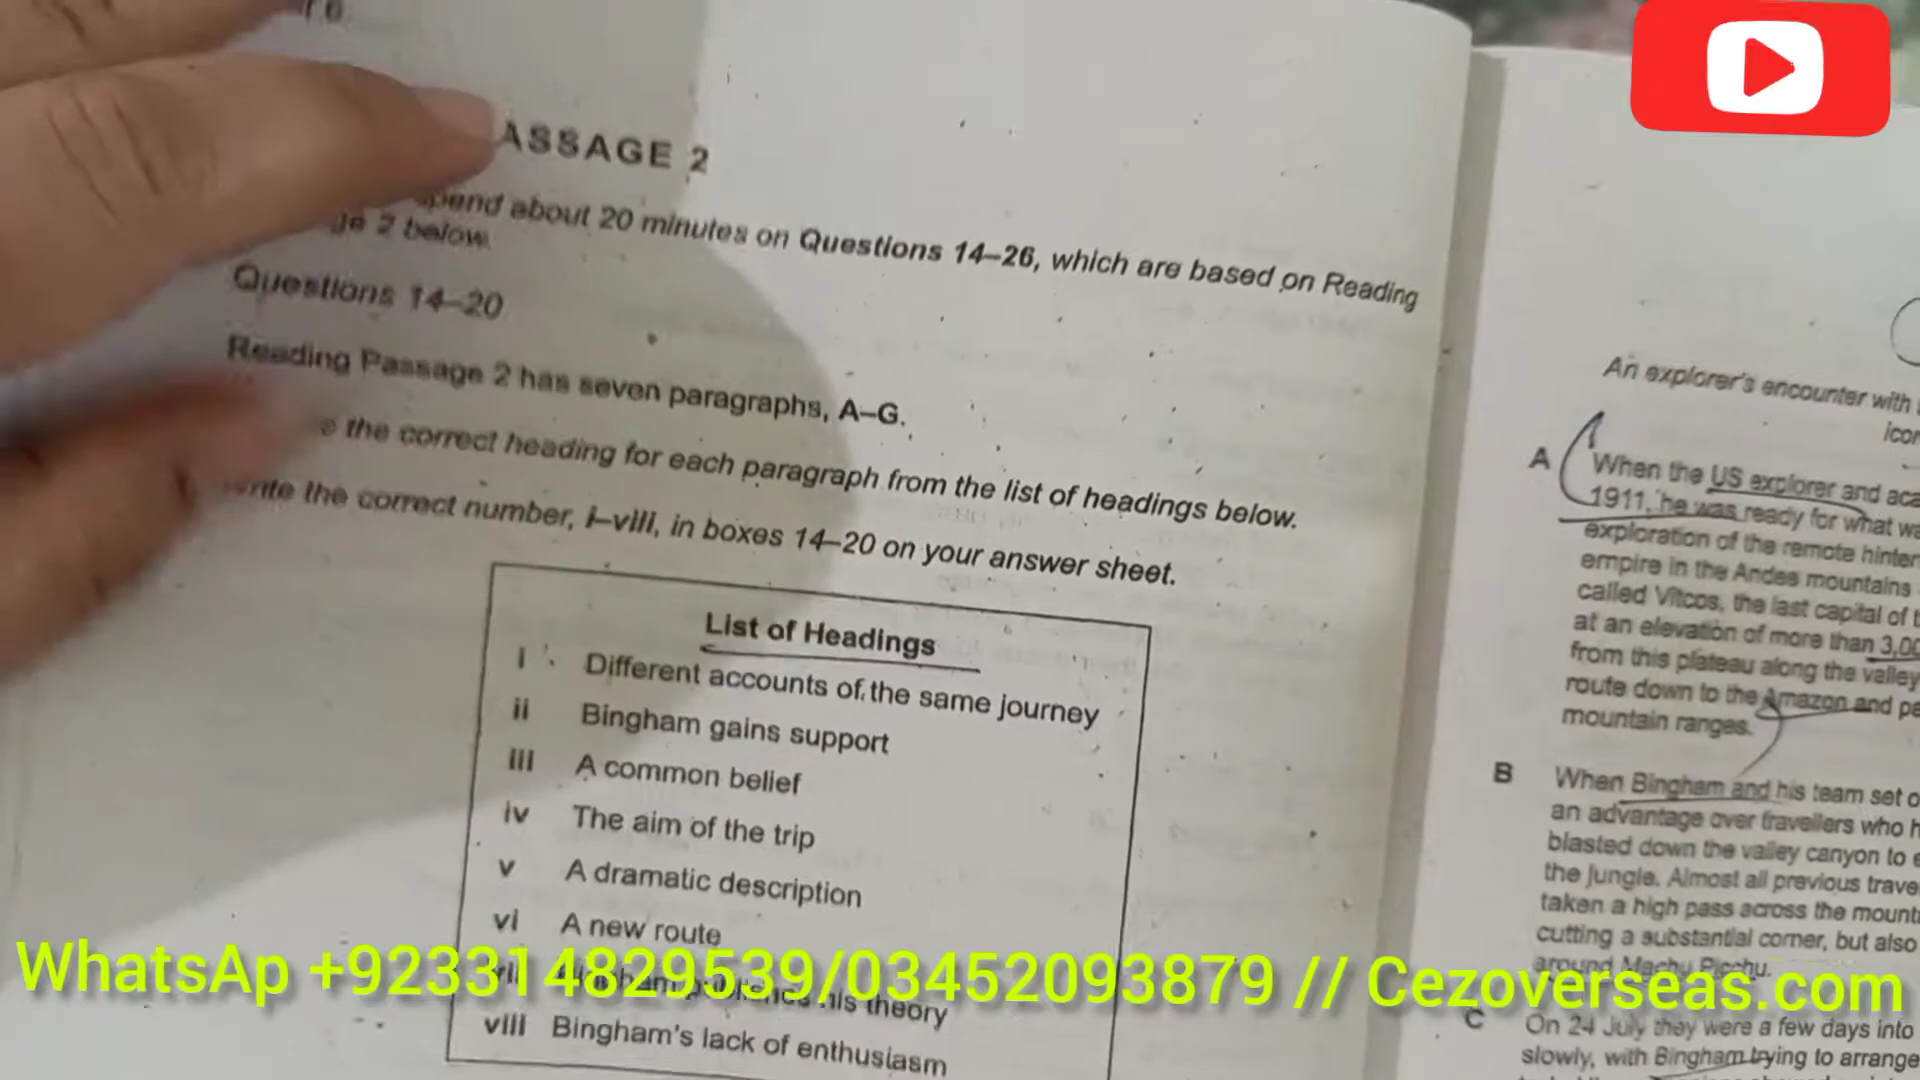 ASSAGE 2
spend about 20 minutes on Questions 14–26, which are based on Reading
ge 2 below.
Questions 14–20
Reading Passage 2 has seven paragraphs, A–G.
the correct heading for each paragraph from the list of headings below.
the correct number, i–viii, in boxes 14–20 on your answer sheet.
List of Headings
i Different accounts of the same journey
ii Bingham gains support
iii A common belief
iv The aim of the trip
v A dramatic description
vi A new route
his theory
viii Bingham's lack of enthusiasm
An explorer's encounter with
icon
A When the US explorer and aca
1911, he was ready for what wa
exploration of the remote hinter
empire in the Andes mountains
called Vitcos, the last capital of t
at an elevation of more than 3,00
from this plateau along the valley
route down to the Amazon and pa
mountain ranges.
B When Bingham and his team set o
an advantage over travellers who h
blasted down the valley canyon to e
the jungle. Almost all previous trave
taken a high pass across the mount
cutting a substantial corner, but also
around Machu Picchu.
C On 24 July they were a few days into
slowly, with Bingham trying to arrange
WhatsAp +923314829539/03452093879 // Cezoverseas.com